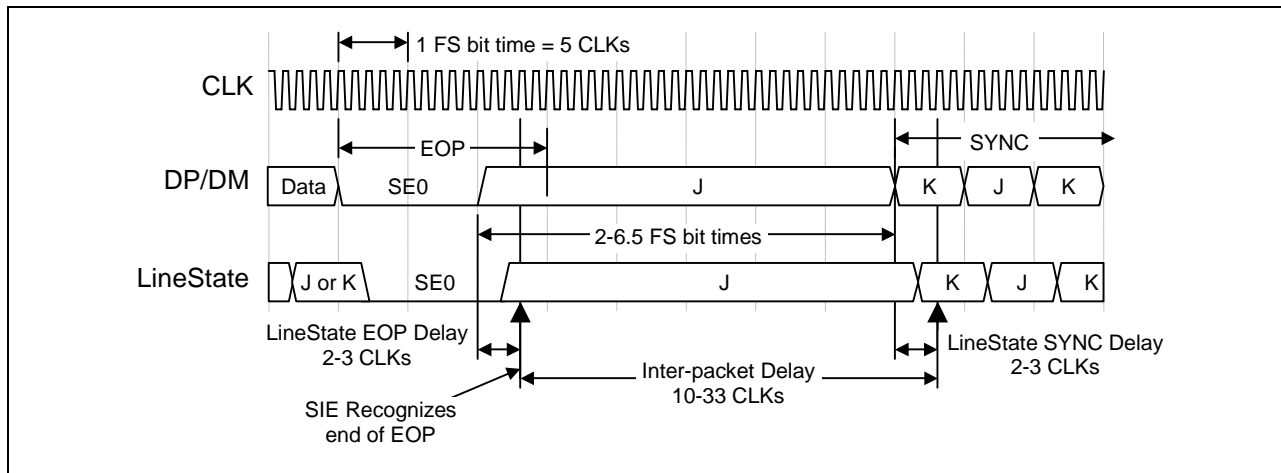 1 FS bit time = 5 CLKs
CLK
EOP
SYNC
DP/DM
Data
SE0
J
K
J
K
2-6.5 FS bit times
LineState
J or K
SE0
J
K
J
K
LineState EOP Delay
2-3 CLKs
Inter-packet Delay
10-33 CLKs
LineState SYNC Delay
2-3 CLKs
SIE Recognizes
end of EOP